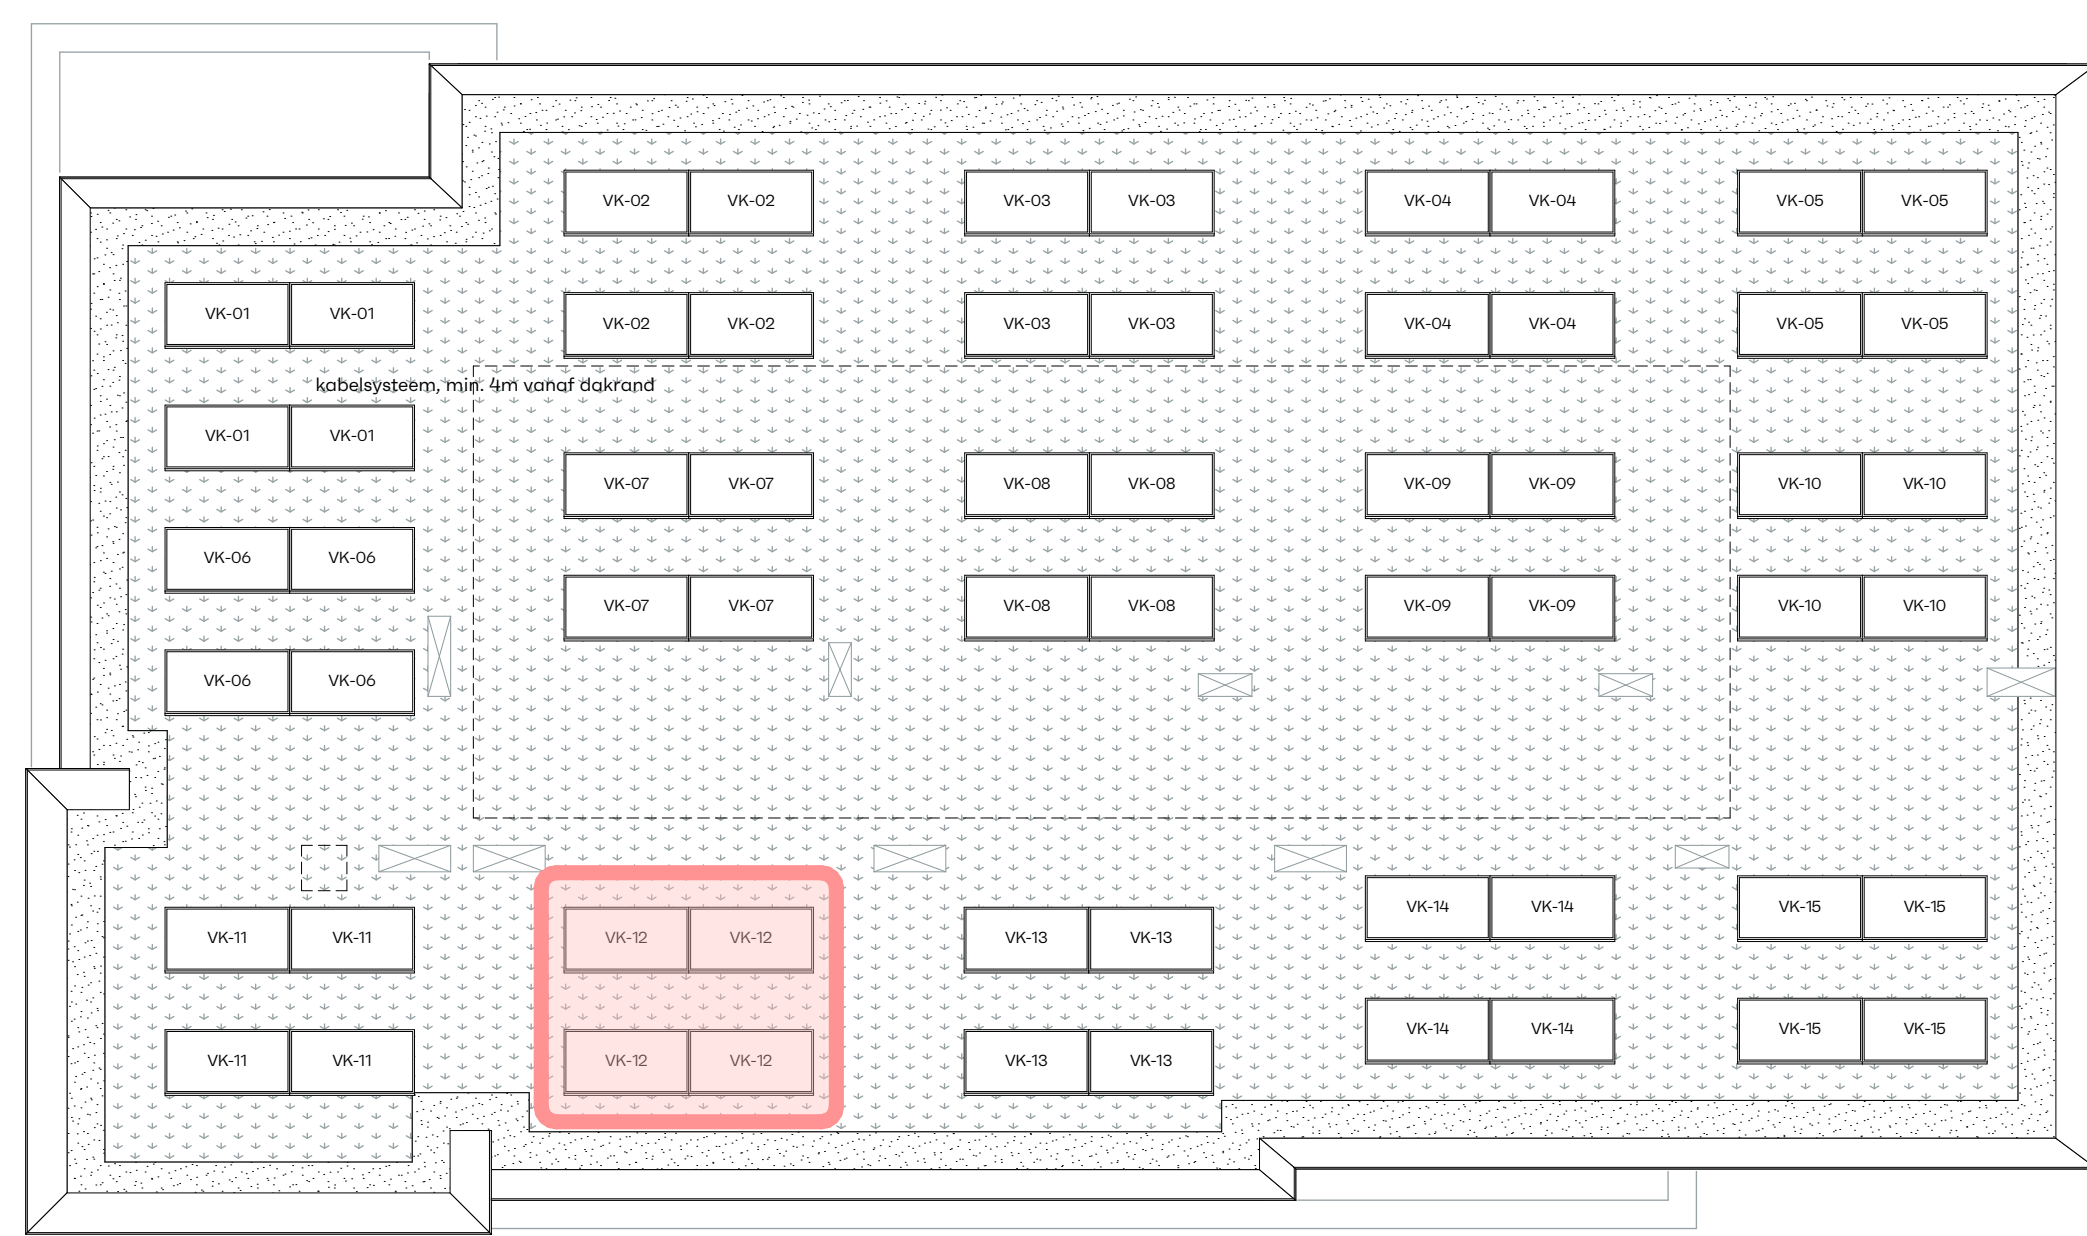 VK-02 VK-02 VK-03 VK-03 VK-04 VK-04 VK-05 VK-05
VK-01 VK-01
VK-02 VK-02 VK-03 VK-03 VK-04 VK-04 VK-05 VK-05
kabelsysteem, min. 4m vanaf dakrand
VK-01 VK-01
VK-07 VK-07 VK-08 VK-08 VK-09 VK-09 VK-10 VK-10
VK-06 VK-06
VK-07 VK-07 VK-08 VK-08 VK-09 VK-09 VK-10 VK-10
VK-06 VK-06
VK-14 VK-14 VK-15 VK-15
VK-11 VK-11 VK-12 VK-12 VK-13 VK-13
VK-14 VK-14 VK-15 VK-15
VK-11 VK-11 VK-12 VK-12 VK-13 VK-13